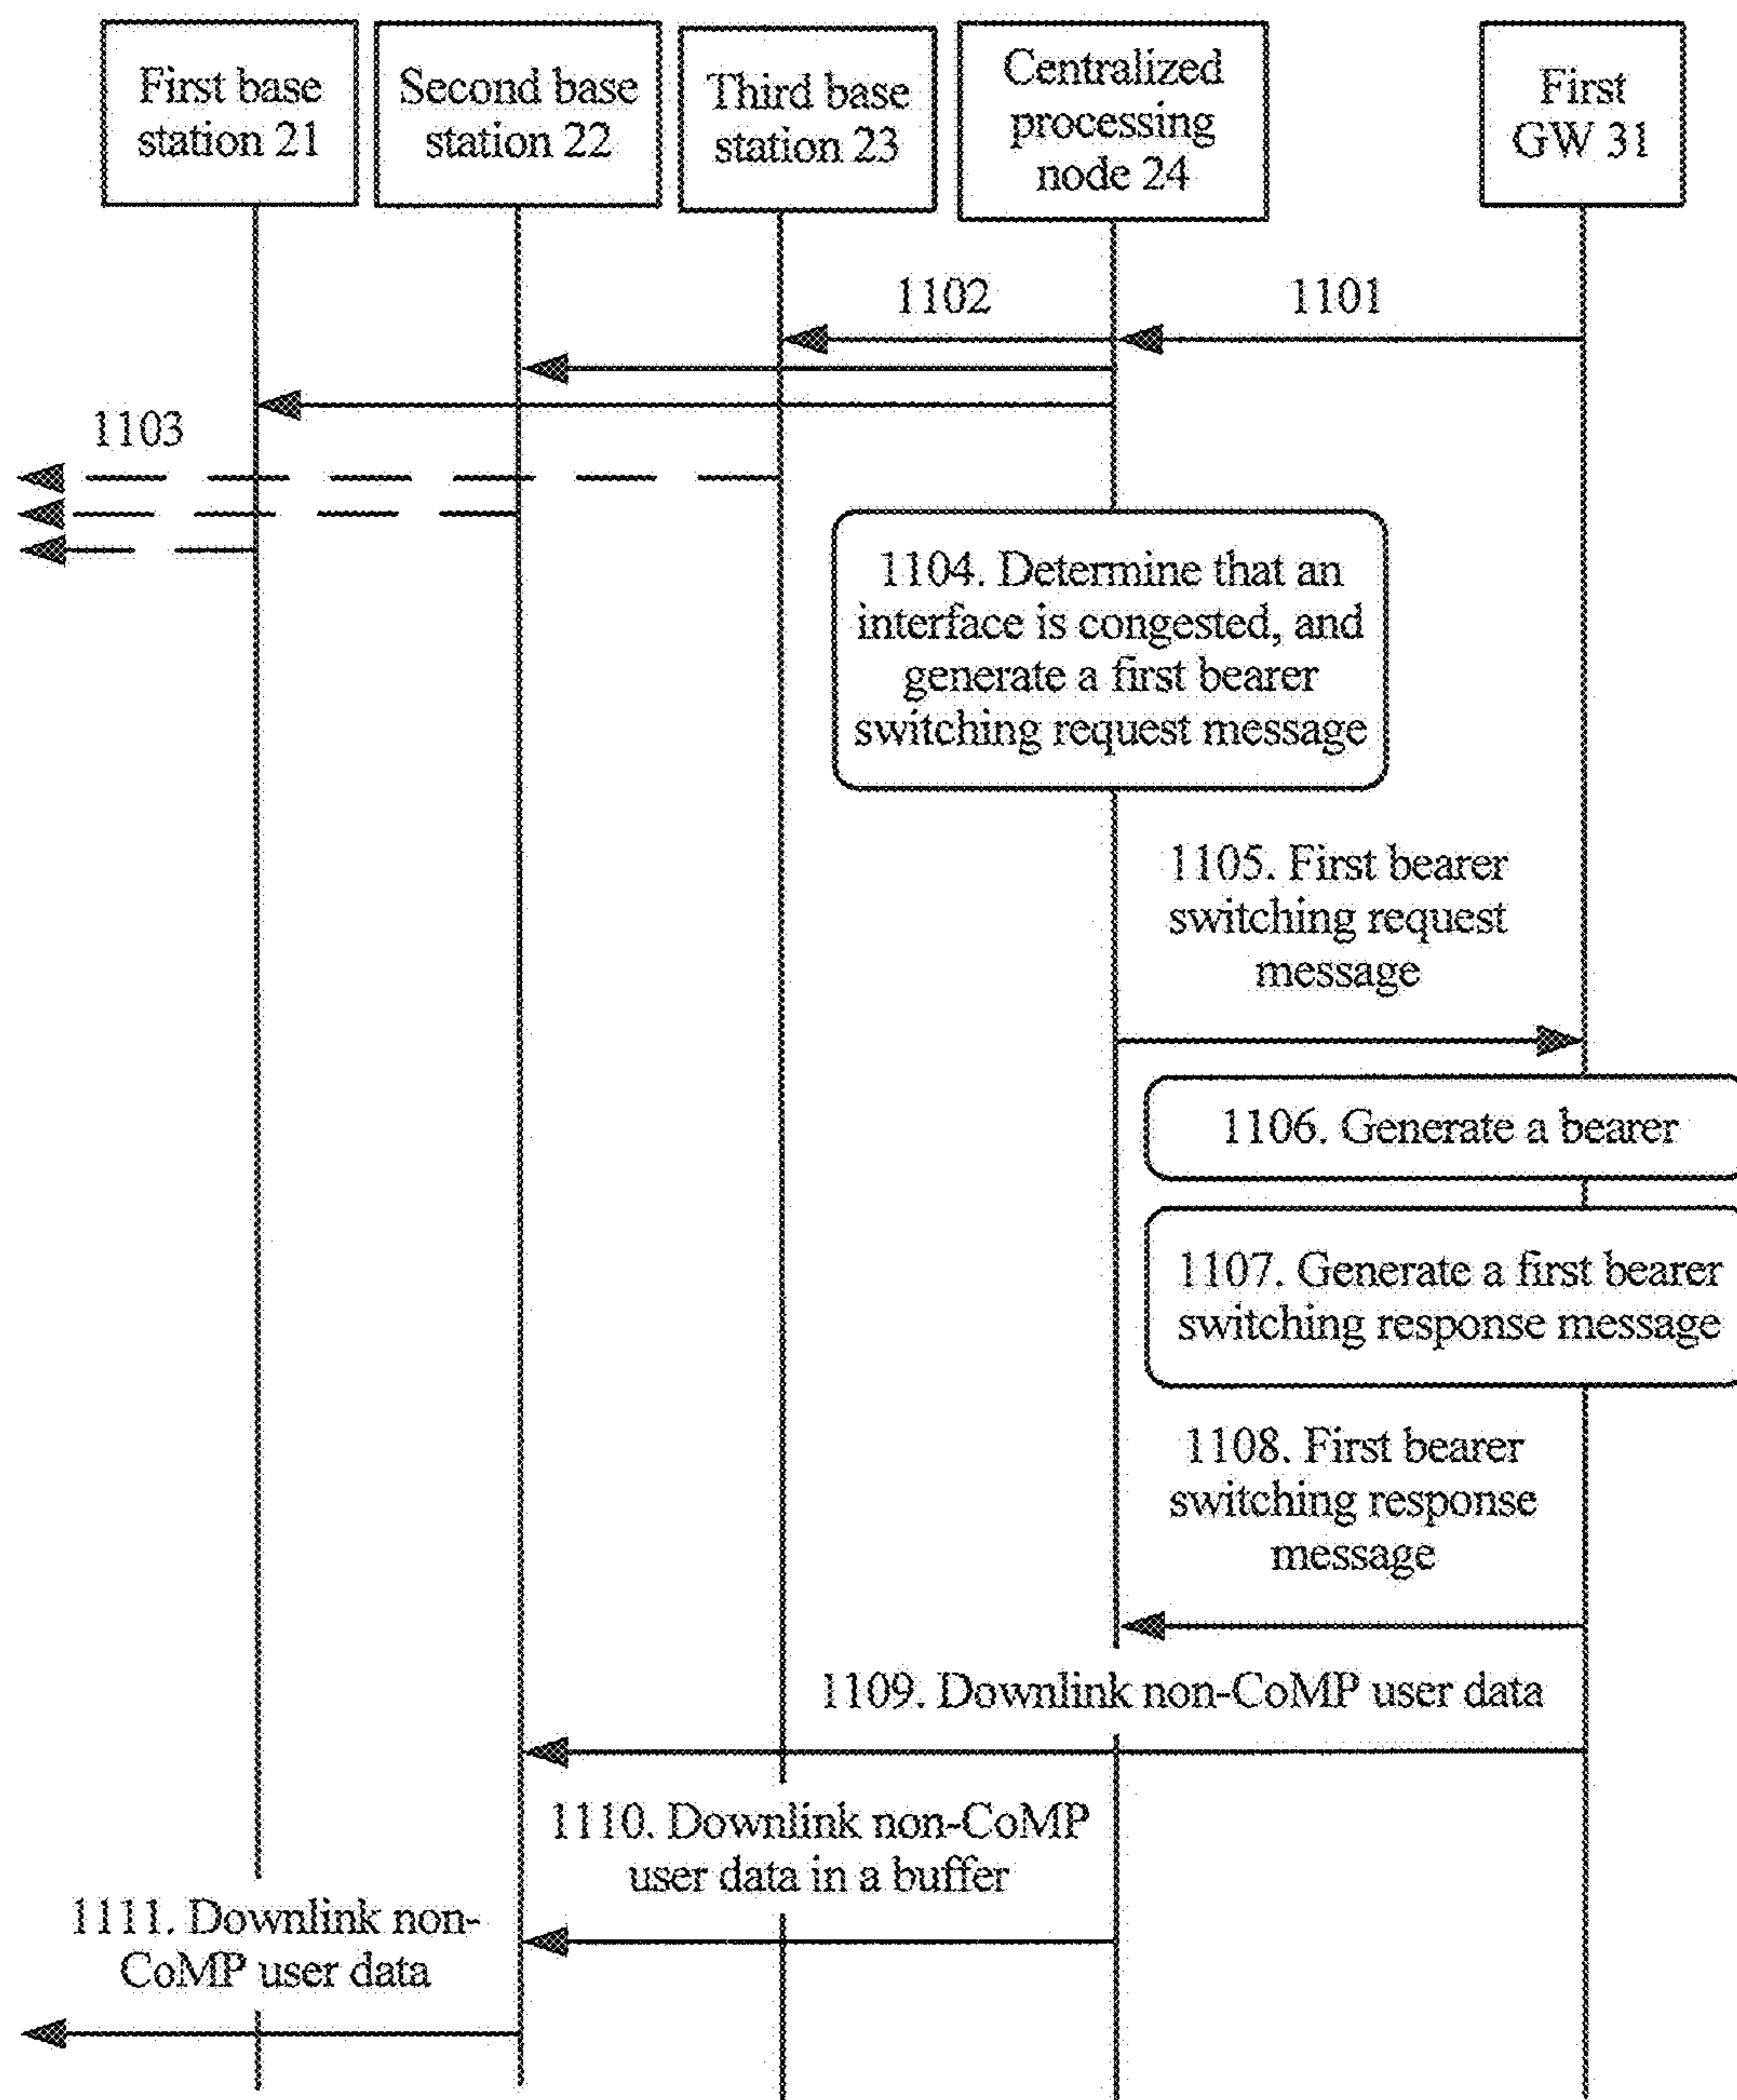 First base
station 21
Second base
station 22
Third base
station 23
Centralized
processing
node 24
First
GW 31
1102
1101
1103
1104. Determine that an
interface is congested, and
generate a first bearer
switching request message
1105. First bearer
switching request
message
1106. Generate a bearer
1107. Generate a first bearer
switching response message
1108. First bearer
switching response
message
1109. Downlink non-CoMP user data
1110. Downlink non-CoMP
user data in a buffer
1111. Downlink non-
CoMP user data